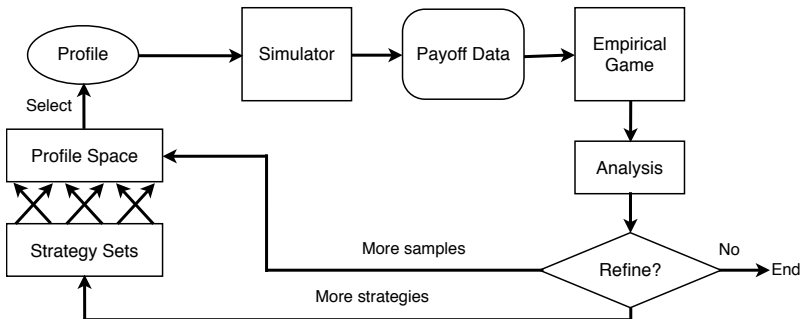 Profile
Simulator
Payoff Data
Empirical
Game
Select
Profile Space
Analysis
Strategy Sets
More samples
Refine?
No
End
More strategies